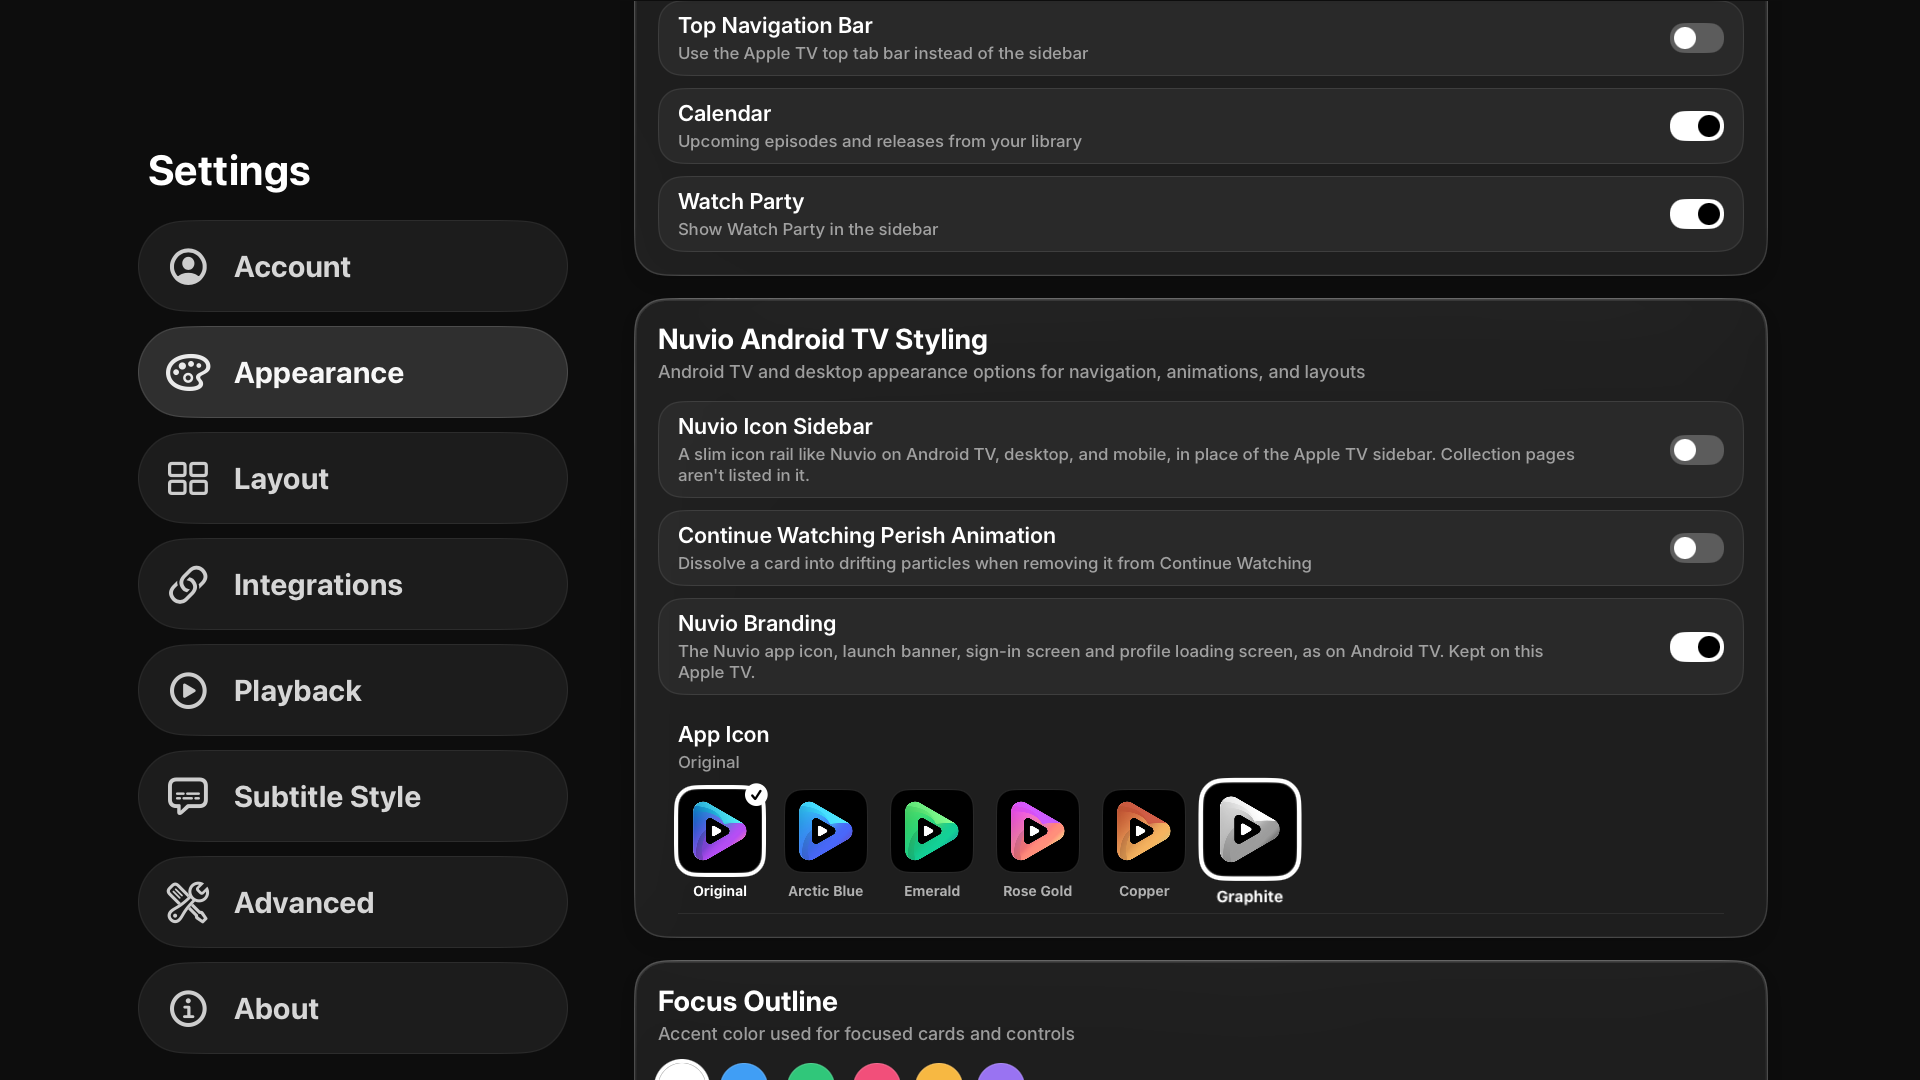 Settings
Account
Appearance
Layout
Integrations
Playback
Subtitle Style
Advanced
About
Top Navigation Bar
Use the Apple TV top tab bar instead of the sidebar
Calendar
Upcoming episodes and releases from your library
Watch Party
Show Watch Party in the sidebar
Nuvio Android TV Styling
Android TV and desktop appearance options for navigation, animations, and layouts
Nuvio Icon Sidebar
A slim icon rail like Nuvio on Android TV, desktop, and mobile, in place of the Apple TV sidebar. Collection pages
aren't listed in it.
Continue Watching Perish Animation
Dissolve a card into drifting particles when removing it from Continue Watching
Nuvio Branding
The Nuvio app icon, launch banner, sign-in screen and profile loading screen, as on Android TV. Kept on this
Apple TV.
App Icon
Original
Original
Arctic Blue
Emerald
Rose Gold
Copper
Graphite
Focus Outline
Accent color used for focused cards and controls